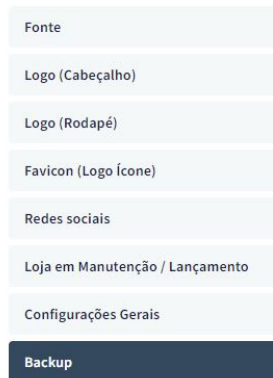 Fonte
Logo (Cabeçalho)
Logo (Rodapé)
Favicon (Logo Ícone)
Redes sociais
Loja em Manutenção / Lançamento
Configurações Gerais
Backup